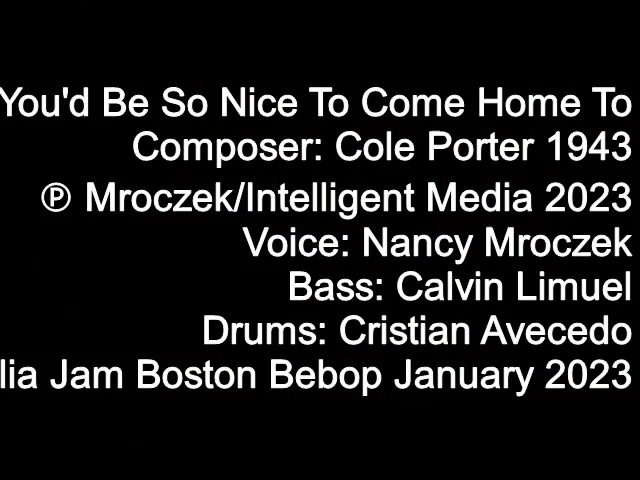 You'd Be So Nice To Come Home To
Composer: Cole Porter 1943
℗ Mroczek/Intelligent Media 2023
Voice: Nancy Mroczek
Bass: Calvin Limuel
Drums: Cristian Avecedo
lia Jam Boston Bebop January 2023